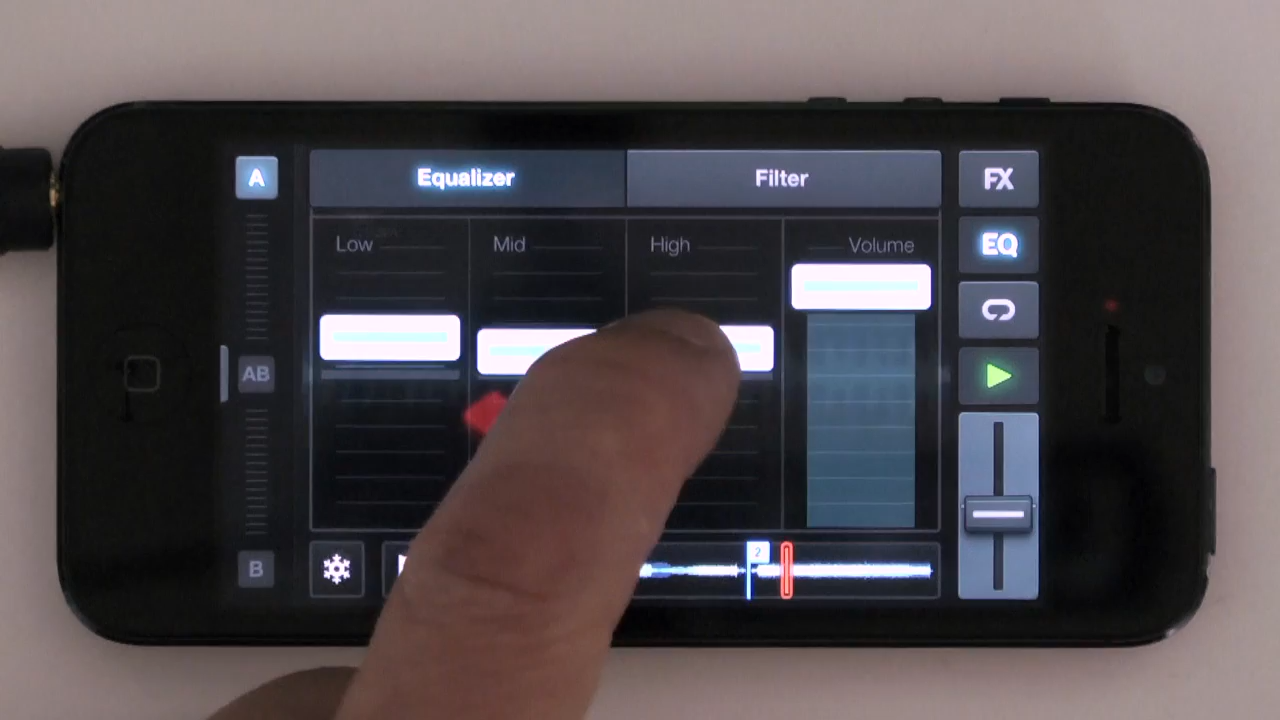 A
Equalizer
Filter
FX
Low
Mid
High
Volume
EQ
AB
2
B